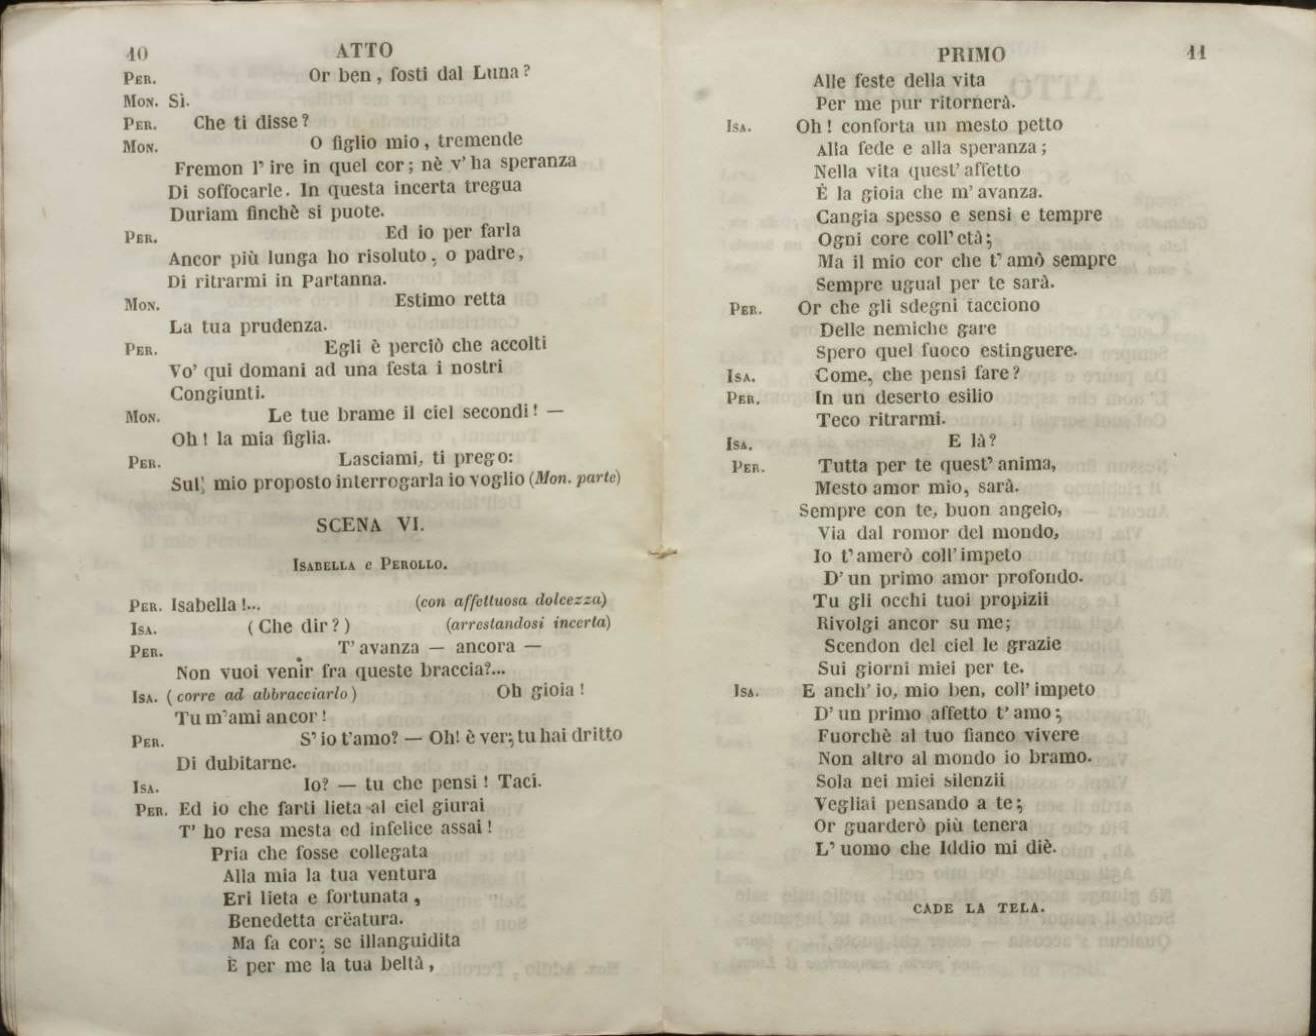 10 ATTO
PER. Or ben, fosti dal Luna?
MON. Sì.
PER. Che ti disse?
MON. O figlio mio, tremende
Fremon l' ire in quel cor; nè v' ha speranza
Di soffocarle. In questa incerta tregua
Duriam finchè si puote.
PER. Ed io per farla
Ancor più lunga ho risoluto, o padre,
Di ritrarmi in Partanna.
MON. Estimo retta
La tua prudenza.
PER. Egli è perciò che accolti
Vo' qui domani ad una festa i nostri
Congiunti.
MON. Le tue brame il ciel secondi! —
Oh! la mia figlia.
PER. Lasciami, ti prego:
Sul mio proposto interrogarla io voglio (Mon. parte)
SCENA VI.
ISABELLA e PEROLLO.
PER. Isabella!... (con affettuosa dolcezza)
ISA. (Che dir?) (arrestandosi incerta)
PER. T' avanza — ancora —
Non vuoi venir fra queste braccia?...
ISA. (corre ad abbracciarlo) Oh gioia!
Tu m'ami ancor!
PER. S' io t'amo? — Oh! è ver; tu hai dritto
Di dubitarne.
ISA. Io? — tu che pensi! Taci.
PER. Ed io che farti lieta al ciel giurai
T' ho resa mesta ed infelice assai!
Pria che fosse collegata
Alla mia la tua ventura
Eri lieta e fortunata,
Benedetta crëatura.
Ma fa cor; se illanguidita
È per me la tua beltà,
PRIMO 11
Alle feste della vita
Per me pur ritornerà.
ISA. Oh! conforta un mesto petto
Alla fede e alla speranza;
Nella vita quest' affetto
È la gioia che m' avanza.
Cangia spesso e sensi e tempre
Ogni core coll' età;
Ma il mio cor che t' amò sempre
Sempre ugual per te sarà.
PER. Or che gli sdegni tacciono
Delle nemiche gare
Spero quel fuoco estinguere.
ISA. Come, che pensi fare?
PER. In un deserto esilio
Teco ritrarmi.
ISA. E là?
PER. Tutta per te quest' anima,
Mesto amor mio, sarà.
Sempre con te, buon angelo,
Via dal romor del mondo,
Io t' amerò coll' impeto
D' un primo amor profondo.
Tu gli occhi tuoi propizii
Rivolgi ancor su me;
Scendon del ciel le grazie
Sui giorni miei per te.
ISA. E anch' io, mio ben, coll' impeto
D' un primo affetto t' amo;
Fuorchè al tuo fianco vivere
Non altro al mondo io bramo.
Sola nei miei silenzii
Vegliai pensando a te;
Or guarderò più tenera
L' uomo che Iddio mi diè.
CADE LA TELA.